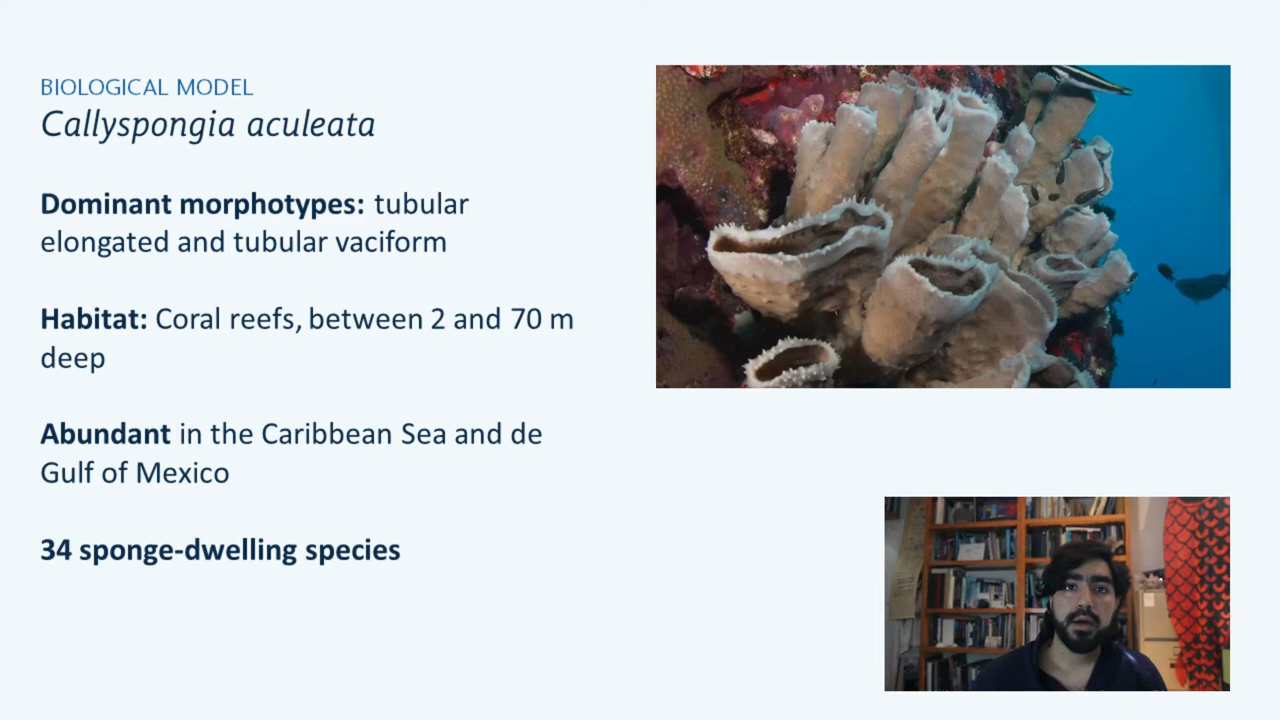 BIOLOGICAL MODEL
Callyspongia aculeata
Dominant morphotypes: tubular
elongated and tubular vaciform
Habitat: Coral reefs, between 2 and 70 m
deep
Abundant in the Caribbean Sea and de
Gulf of Mexico
34 sponge-dwelling species